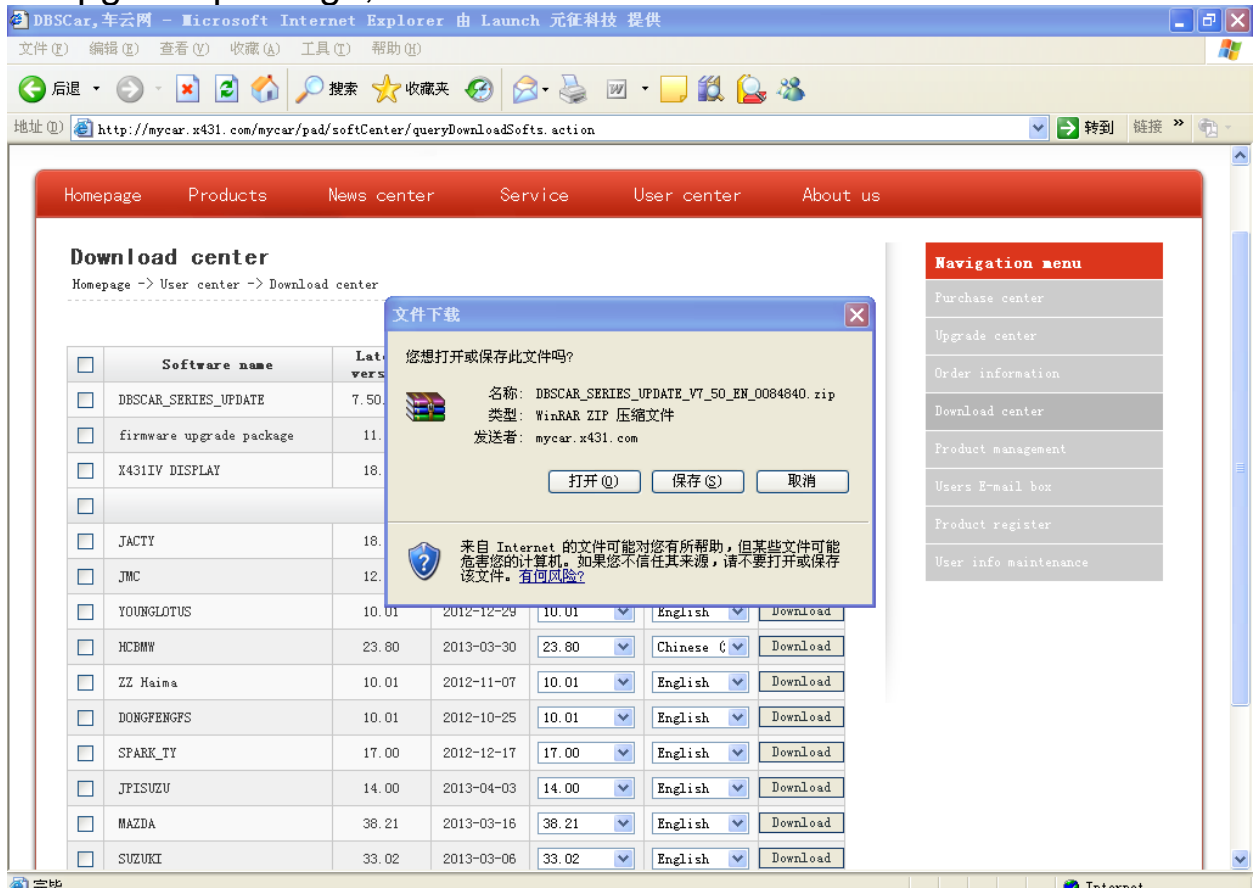 DBSCar,车云网 - Microsoft Internet Explorer 由 Launch 元征科技 提供
文件(F) 编辑(E) 查看(V) 收藏(A) 工具(T) 帮助(H)
后退 搜索 收藏夹
地址(D) http://mycar.x431.com/mycar/pad/softCenter/queryDownloadSofts.action 转到 链接 »
Homepage Products News center Service User center About us
Download center
Homepage -> User center -> Download center
Navigation menu
Purchase center
Upgrade center
Order information
Download center
Product management
Users E-mail box
Product register
User info maintenance
文件下载
您想打开或保存此文件吗?
名称: DBSCAR_SERIES_UPDATE_V7_50_EN_0084840.zip
类型: WinRAR ZIP 压缩文件
发送者: mycar.x431.com
打开(O) 保存(S) 取消
来自 Internet 的文件可能对您有所帮助,但某些文件可能
危害您的计算机。如果您不信任其来源,请不要打开或保存
该文件。有何风险?
Software name
DBSCAR_SERIES_UPDATE 7.50.
firmware upgrade package 11.
X431IV DISPLAY 18.
JACTY 18.
JMC 12.
YOUNGLOTUS 10.01 2012-12-29 10.01 English Download
HCBMW 23.80 2013-03-30 23.80 Chinese ( Download
ZZ Haima 10.01 2012-11-07 10.01 English Download
DONGFENGFS 10.01 2012-10-25 10.01 English Download
SPARK_TY 17.00 2012-12-17 17.00 English Download
JPISUZU 14.00 2013-04-03 14.00 English Download
MAZDA 38.21 2013-03-16 38.21 English Download
SUZUKI 33.02 2013-03-06 33.02 English Download
完毕 Internet